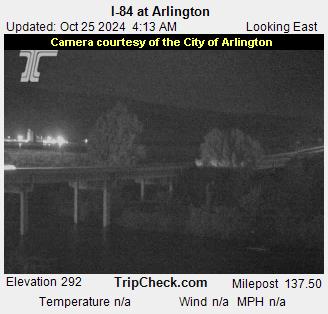 I-84 at Arlington
Updated: Oct 25 2024 4:13 AM Looking East
Camera courtesy of the City of Arlington
Elevation 292 TripCheck.com Milepost 137.50
Temperature n/a Wind n/a MPH n/a